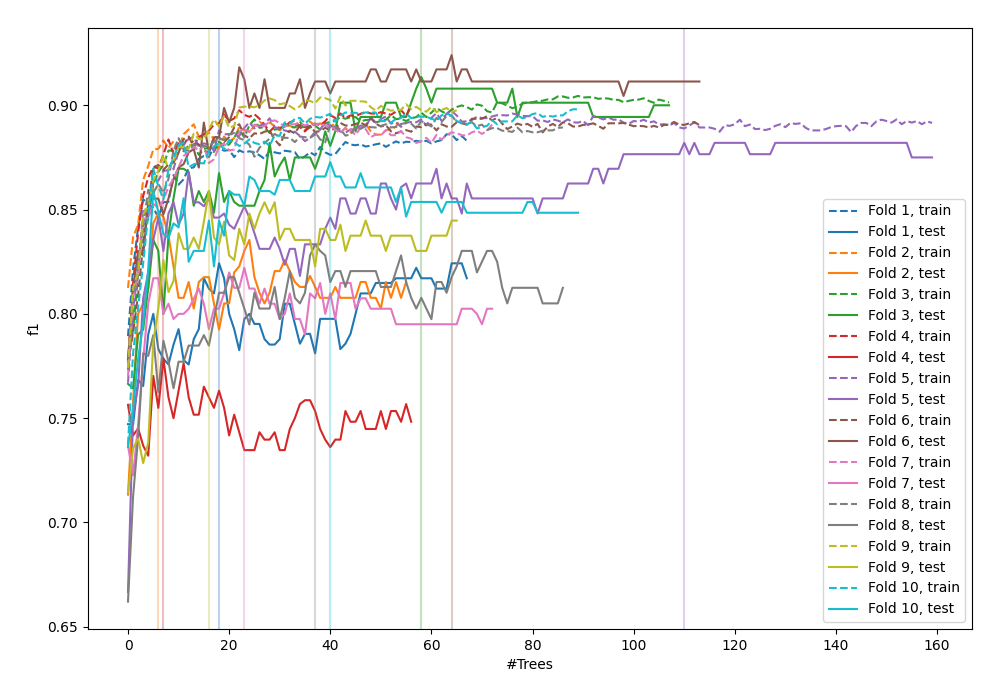 0.90
0.85
0.80
0.75
0.70
0.65
f1
0 20 40 60 80 100 120 140 160
#Trees
Fold 1, train
Fold 1, test
Fold 2, train
Fold 2, test
Fold 3, train
Fold 3, test
Fold 4, train
Fold 4, test
Fold 5, train
Fold 5, test
Fold 6, train
Fold 6, test
Fold 7, train
Fold 7, test
Fold 8, train
Fold 8, test
Fold 9, train
Fold 9, test
Fold 10, train
Fold 10, test